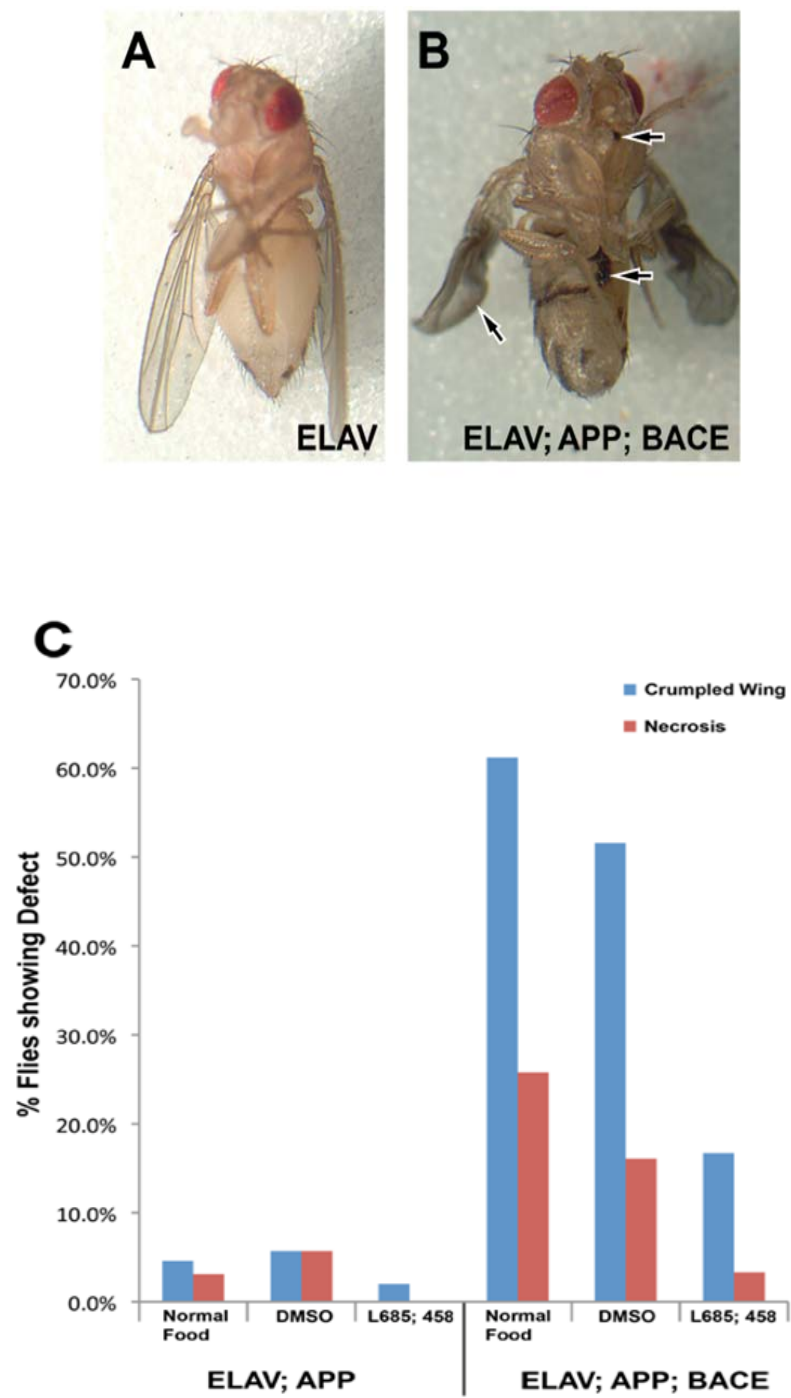 A
B
ELAV
ELAV; APP; BACE
C
70.0%
60.0%
50.0%
40.0%
30.0%
20.0%
10.0%
0.0%
% Flies showing Defect
Crumpled Wing
Necrosis
Normal
Food
DMSO
L685; 458
Normal
Food
DMSO
L685; 458
ELAV; APP
ELAV; APP; BACE